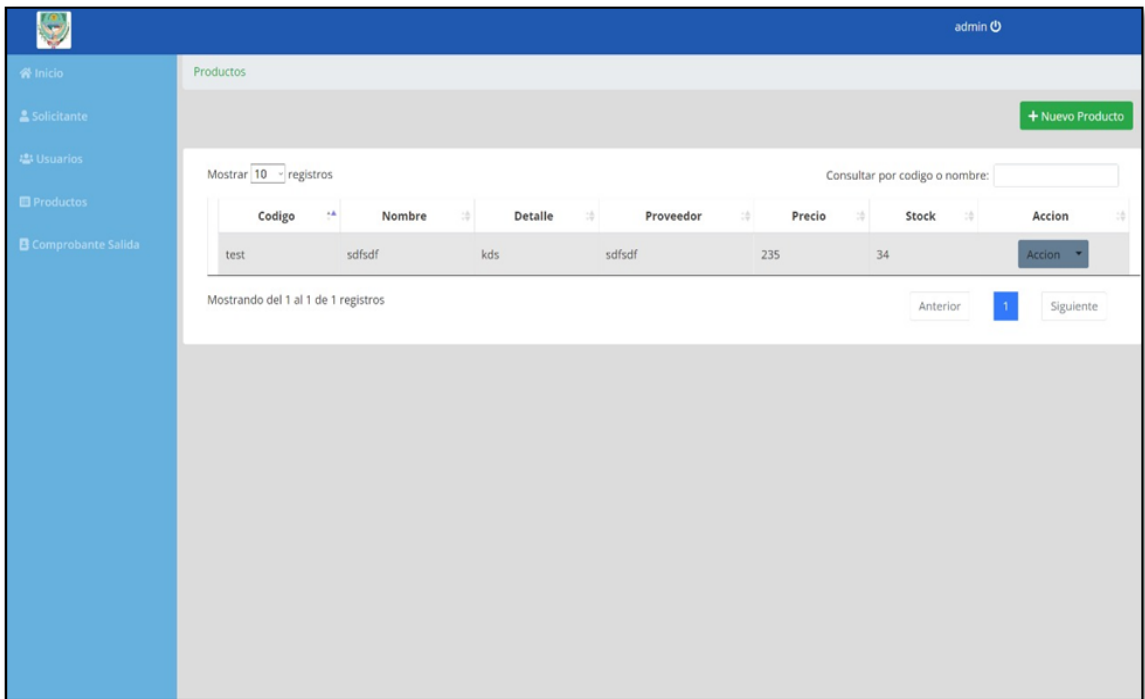 admin
Inicio
Solicitante
Usuarios
Productos
Comprobante Salida
Productos
+ Nuevo Producto
Mostrar 10 registros
Consultar por codigo o nombre:
Codigo Nombre Detalle Proveedor Precio Stock Accion
test sdfsdf kds sdfsdf 235 34 Accion
Mostrando del 1 al 1 de 1 registros
Anterior 1 Siguiente